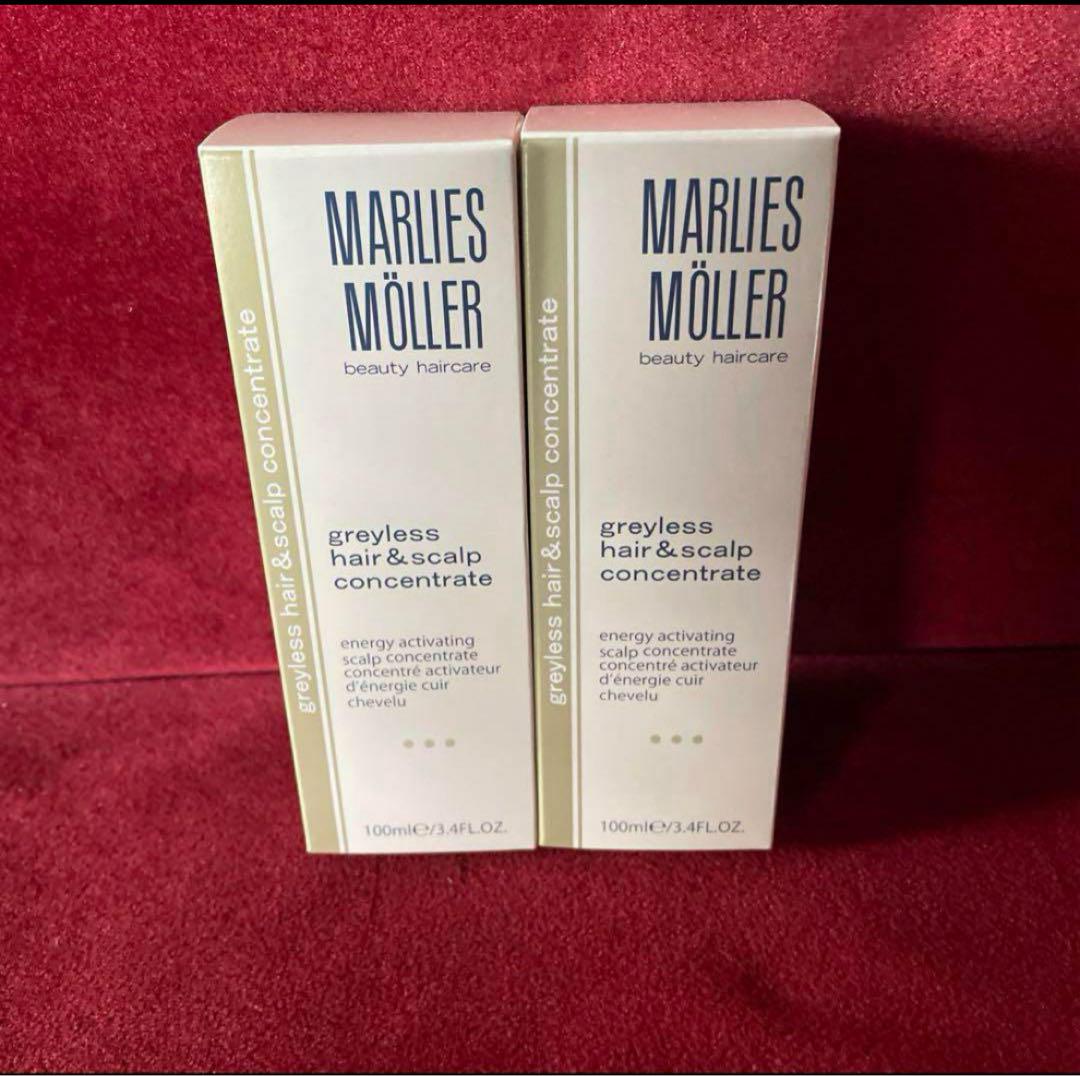 greyless hair&scalp concentrate
MARLIES
MÖLLER
beauty haircare
greyless
hair&scalp
concentrate
energy activating
scalp concentrate
concentré activateur
d'énergie cuir
chevelu
100ml℮/3.4FL.OZ.
greyless hair&scalp concentrate
MARLIES
MÖLLER
beauty haircare
greyless
hair&scalp
concentrate
energy activating
scalp concentrate
concentré activateur
d'énergie cuir
chevelu
100ml℮/3.4FL.OZ.